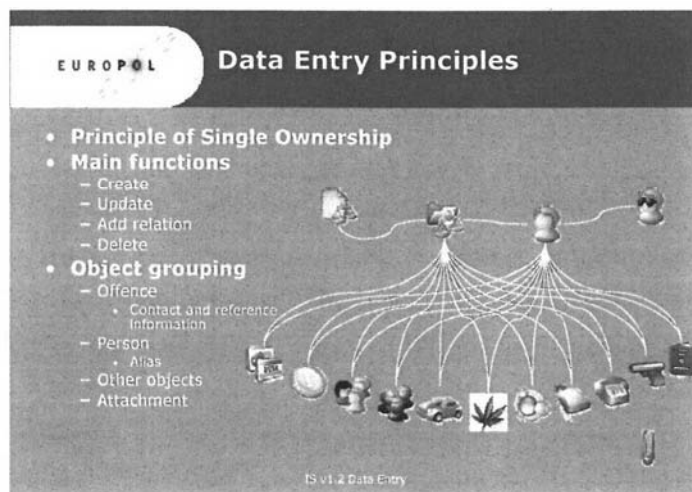 EUROPOL
Data Entry Principles
• Principle of Single Ownership
• Main functions
– Create
– Update
– Add relation
– Delete
• Object grouping
– Offence
• Contact and reference
Information
– Person
• Alias
– Other objects
– Attachment
IS v1.2 Data Entry